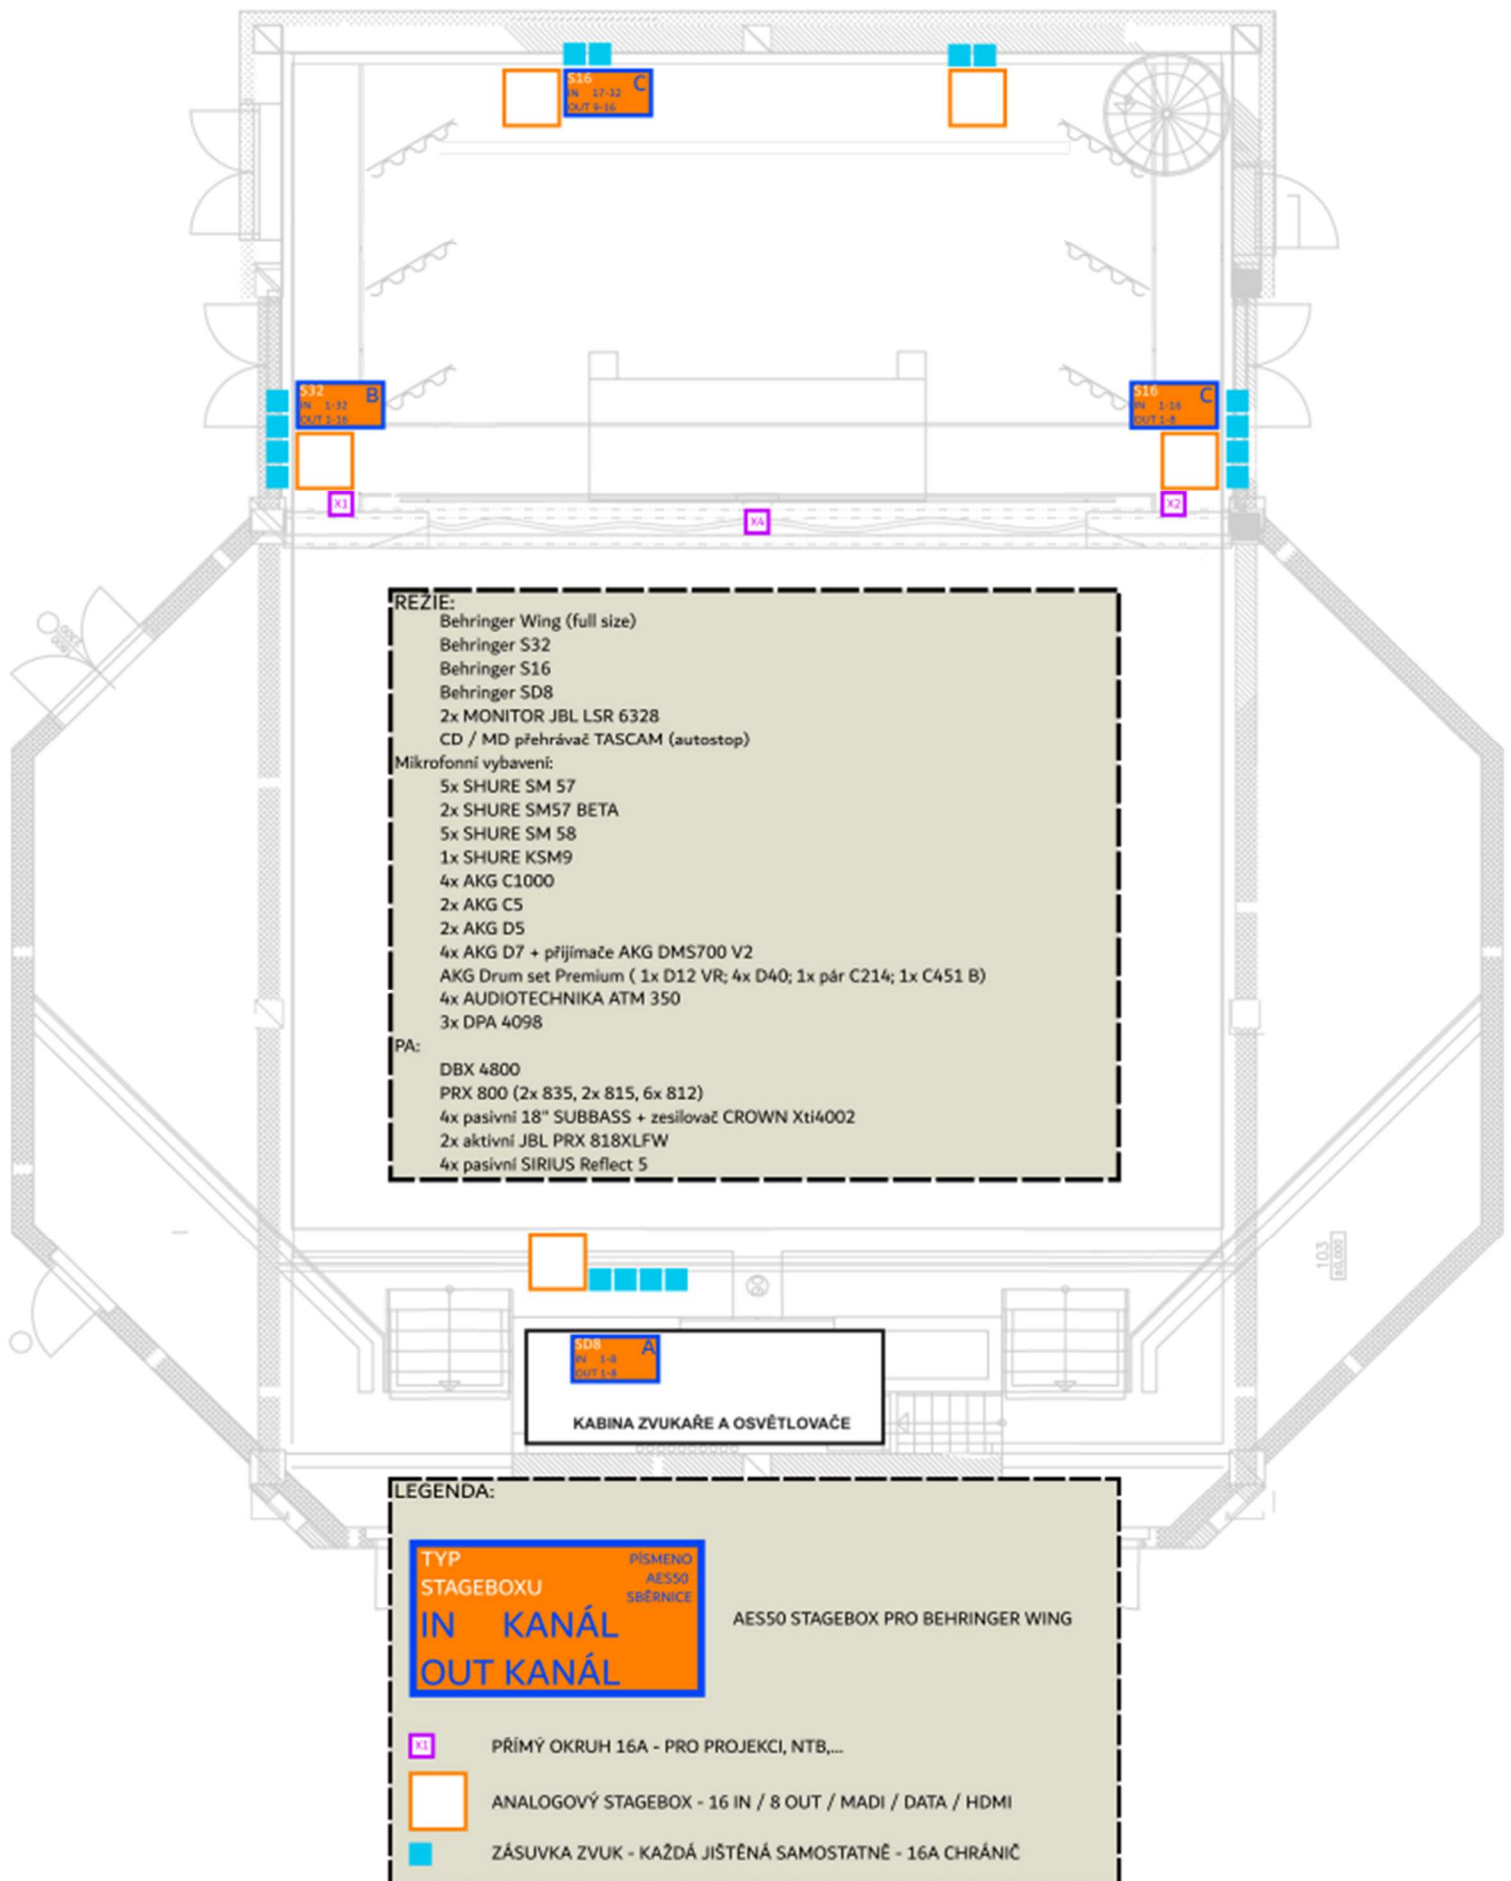 S16 C
IN 17-32
OUT 9-16
S32 B
IN 1-32
OUT 1-16
S16 C
IN 1-16
OUT 1-8
X1
X4
X2
REŽIE:
Behringer Wing (full size)
Behringer S32
Behringer S16
Behringer SD8
2x MONITOR JBL LSR 6328
CD / MD přehrávač TASCAM (autostop)
Mikrofonní vybavení:
5x SHURE SM 57
2x SHURE SM57 BETA
5x SHURE SM 58
1x SHURE KSM9
4x AKG C1000
2x AKG C5
2x AKG D5
4x AKG D7 + přijímače AKG DMS700 V2
AKG Drum set Premium ( 1x D12 VR; 4x D40; 1x pár C214; 1x C451 B)
4x AUDIOTECHNIKA ATM 350
3x DPA 4098
PA:
DBX 4800
PRX 800 (2x 835, 2x 815, 6x 812)
4x pasivní 18" SUBBASS + zesilovač CROWN Xti4002
2x aktivní JBL PRX 818XLFW
4x pasivní SIRIUS Reflect 5
103
±0,000
SD8 A
IN 1-8
OUT 1-8
KABINA ZVUKAŘE A OSVĚTLOVAČE
LEGENDA:
TYP
STAGEBOXU
PÍSMENO
AES50
SBĚRNICE
IN KANÁL
OUT KANÁL
AES50 STAGEBOX PRO BEHRINGER WING
X1
PŘÍMÝ OKRUH 16A - PRO PROJEKCI, NTB,...
ANALOGOVÝ STAGEBOX - 16 IN / 8 OUT / MADI / DATA / HDMI
ZÁSUVKA ZVUK - KAŽDÁ JIŠTĚNÁ SAMOSTATNĚ - 16A CHRÁNIČ